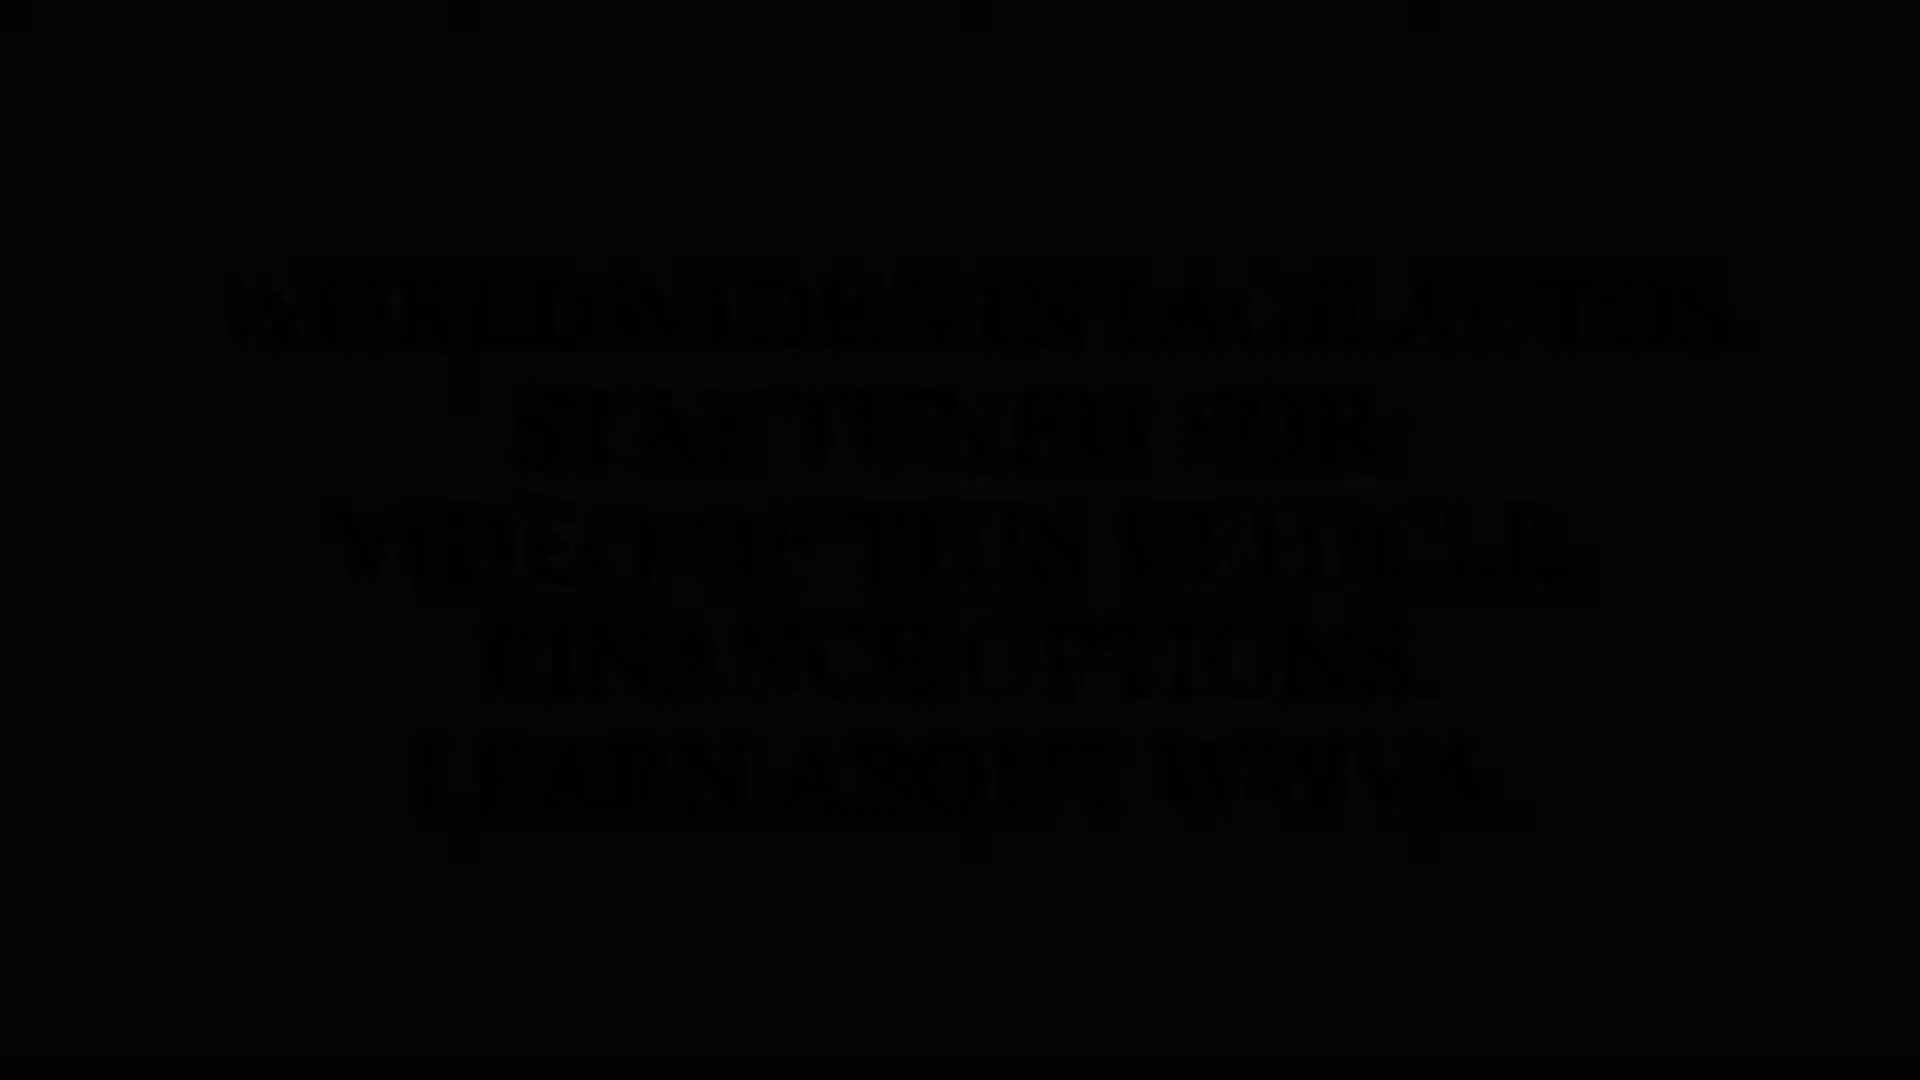 WORLDWIDE VINTAGE AUTOS.
STAY TUNED FOR:
VIDEO OF THIS VEHICLE.
FINANCE OPTIONS.
LEARN ABOUT WWVA.